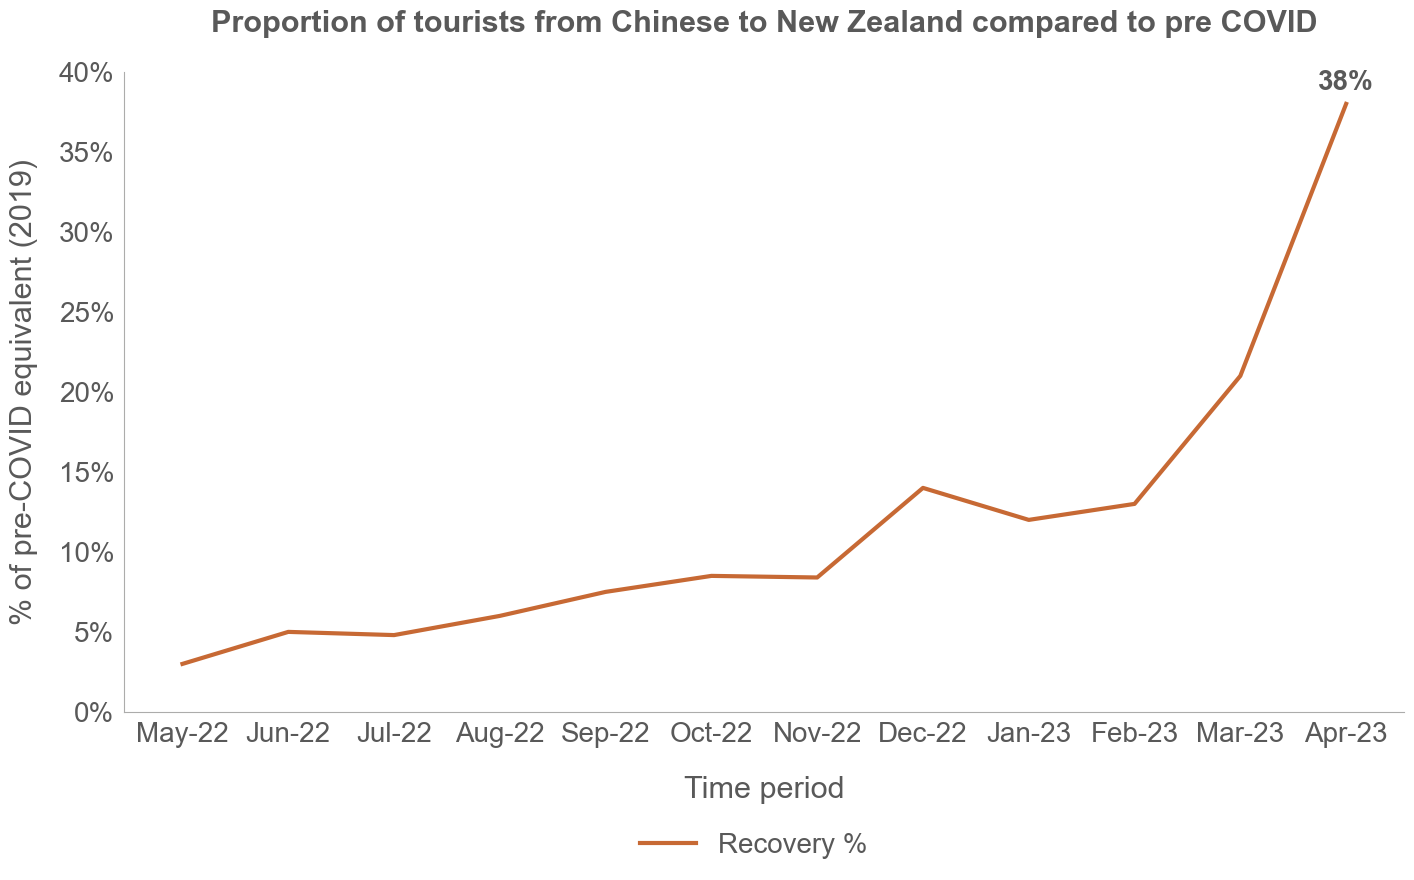 Proportion of tourists from Chinese to New Zealand compared to pre COVID
% of pre-COVID equivalent (2019)
40%
35%
30%
25%
20%
15%
10%
5%
0%
38%
May-22 Jun-22 Jul-22 Aug-22 Sep-22 Oct-22 Nov-22 Dec-22 Jan-23 Feb-23 Mar-23 Apr-23
Time period
Recovery %